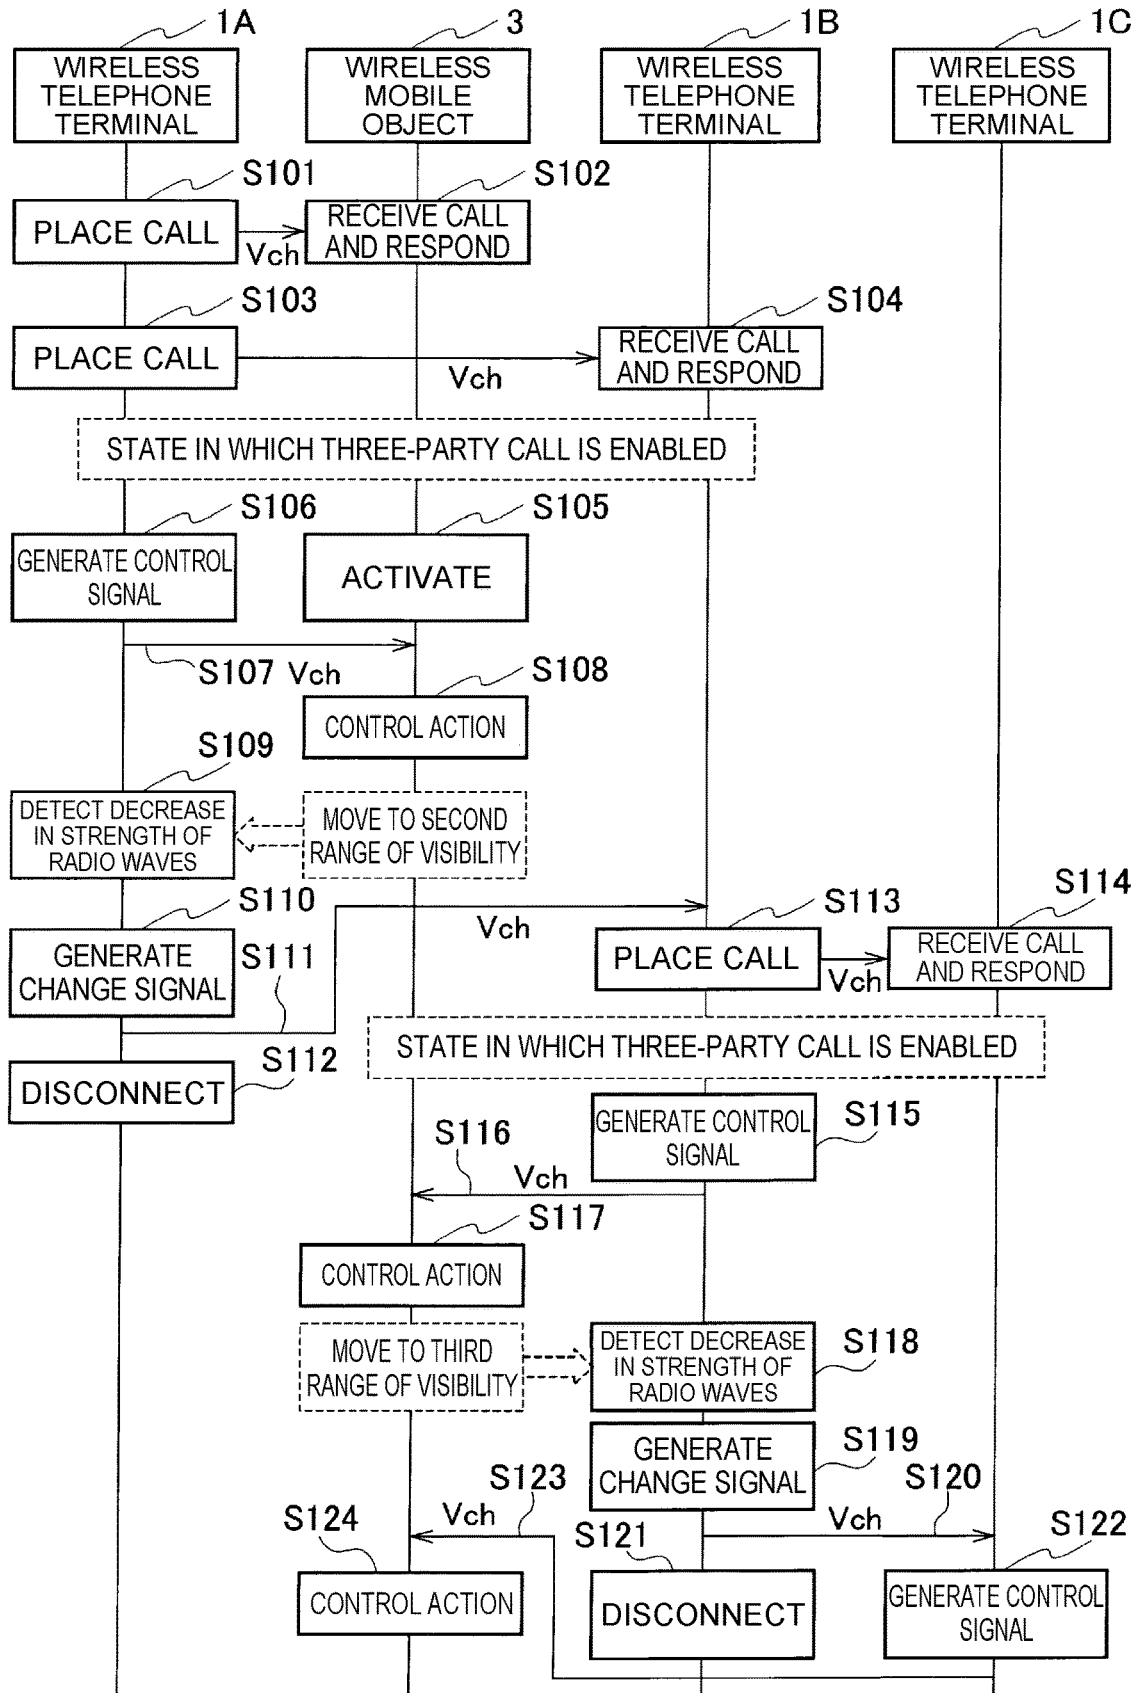 1A
3
1B
1C
WIRELESS
TELEPHONE
TERMINAL
WIRELESS
MOBILE
OBJECT
WIRELESS
TELEPHONE
TERMINAL
WIRELESS
TELEPHONE
TERMINAL
S101
S102
PLACE CALL
Vch
RECEIVE CALL
AND RESPOND
S103
S104
PLACE CALL
Vch
RECEIVE CALL
AND RESPOND
STATE IN WHICH THREE-PARTY CALL IS ENABLED
S106
S105
GENERATE CONTROL
SIGNAL
ACTIVATE
S107
Vch
S108
CONTROL ACTION
S109
DETECT DECREASE
IN STRENGTH OF
RADIO WAVES
MOVE TO SECOND
RANGE OF VISIBILITY
S110
Vch
S113
S114
GENERATE
CHANGE SIGNAL
S111
PLACE CALL
Vch
RECEIVE CALL
AND RESPOND
STATE IN WHICH THREE-PARTY CALL IS ENABLED
S112
DISCONNECT
GENERATE CONTROL
SIGNAL
S115
S116
Vch
S117
CONTROL ACTION
MOVE TO THIRD
RANGE OF VISIBILITY
DETECT DECREASE
IN STRENGTH OF
RADIO WAVES
S118
GENERATE
CHANGE SIGNAL
S119
S123
S120
Vch
Vch
S124
S121
S122
CONTROL ACTION
DISCONNECT
GENERATE CONTROL
SIGNAL